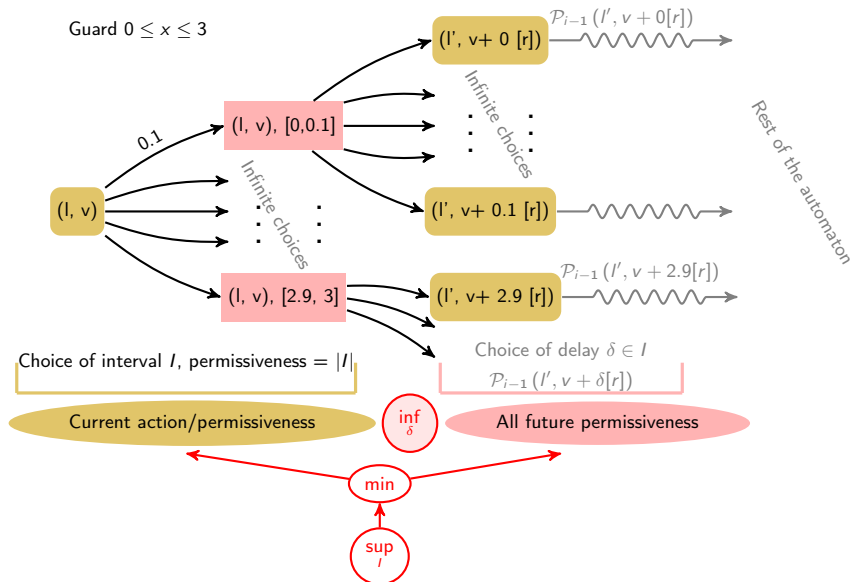 Guard 0 ≤ x ≤ 3
(l', v+ 0 [r])
𝒫ᵢ₋₁ (l', v + 0[r])
0.1
(l, v), [0,0.1]
Infinite choices
Rest of the automaton
(l, v)
Infinite choices
(l', v+ 0.1 [r])
(l, v), [2.9, 3]
(l', v+ 2.9 [r])
𝒫ᵢ₋₁ (l', v + 2.9[r])
Choice of interval I, permissiveness = |I|
Choice of delay δ ∈ I
𝒫ᵢ₋₁ (l', v + δ[r])
Current action/permissiveness
inf
δ
All future permissiveness
min
sup
I